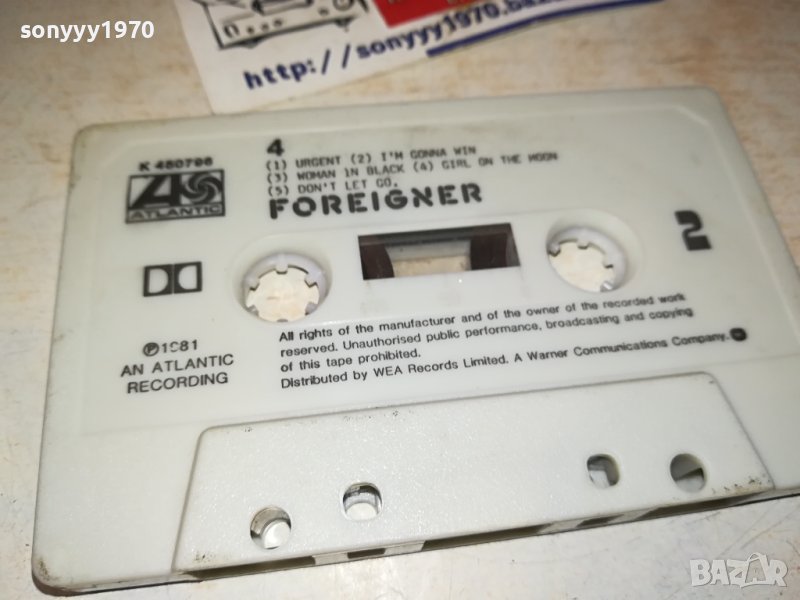 sonyyy1970
http://sonyyy1970.baz
K 450796
ATLANTIC
4
(1) URGENT (2) I'M GONNA WIN
(3) WOMAN IN BLACK (4) GIRL ON THE MOON
(5) DON'T LET GO.
FOREIGNER
2
℗1981
AN ATLANTIC
RECORDING
All rights of the manufacturer and of the owner of the recorded work
reserved. Unauthorised public performance, broadcasting and copying
of this tape prohibited.
Distributed by WEA Records Limited. A Warner Communications Company.
BAZAR